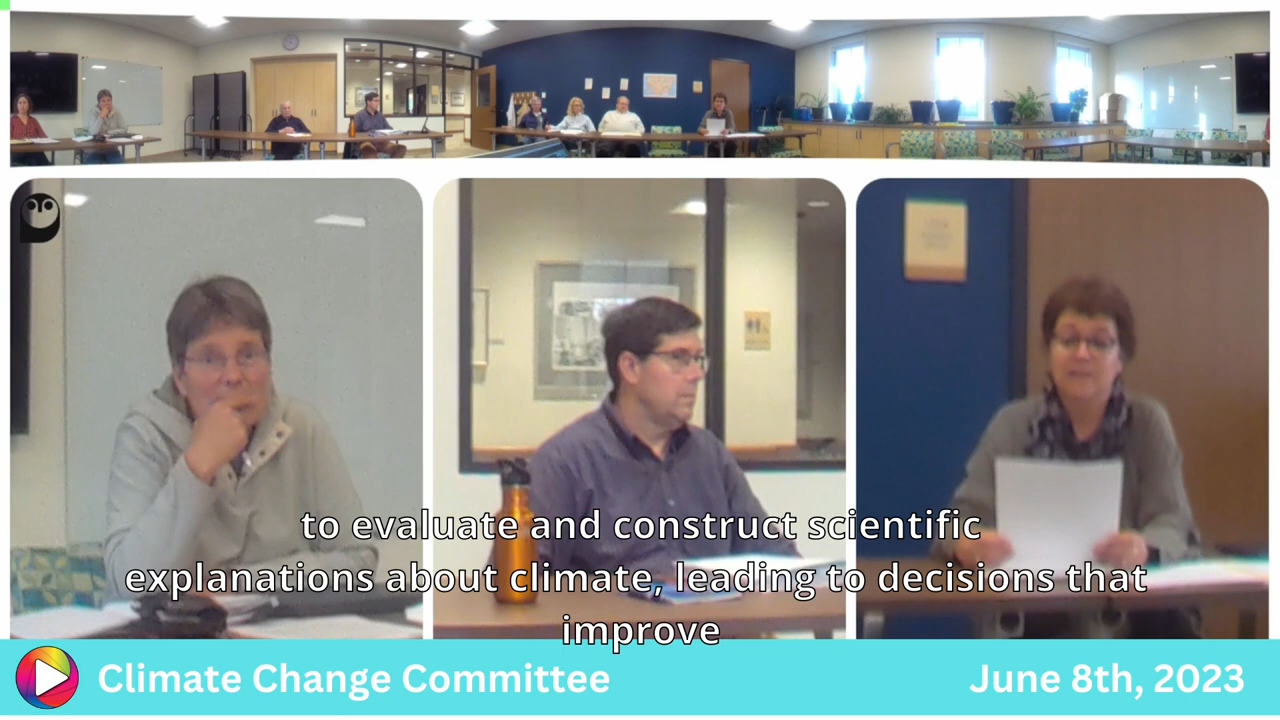 to evaluate and construct scientific
explanations about climate, leading to decisions that
improve
Climate Change Committee
June 8th, 2023